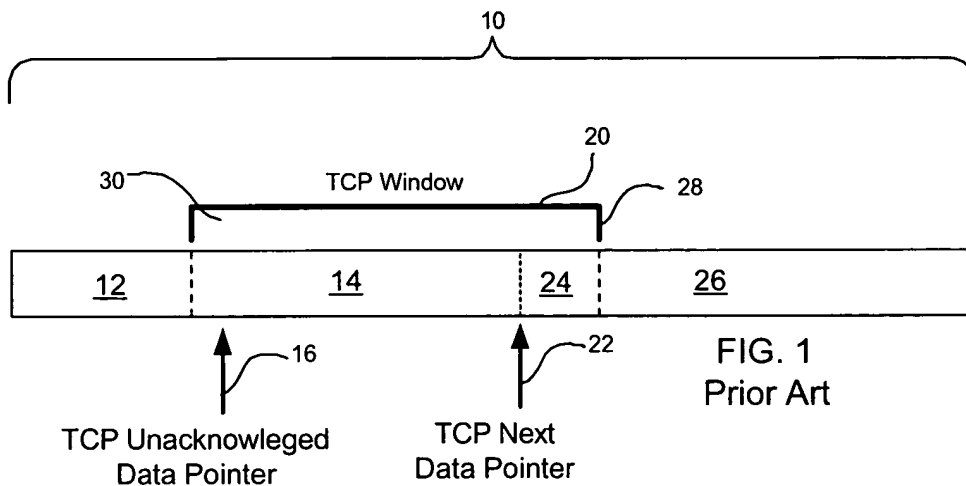 10
20
30
TCP Window
28
12
14
24
26
16
22
FIG. 1
Prior Art
TCP Unacknowleged
Data Pointer
TCP Next
Data Pointer